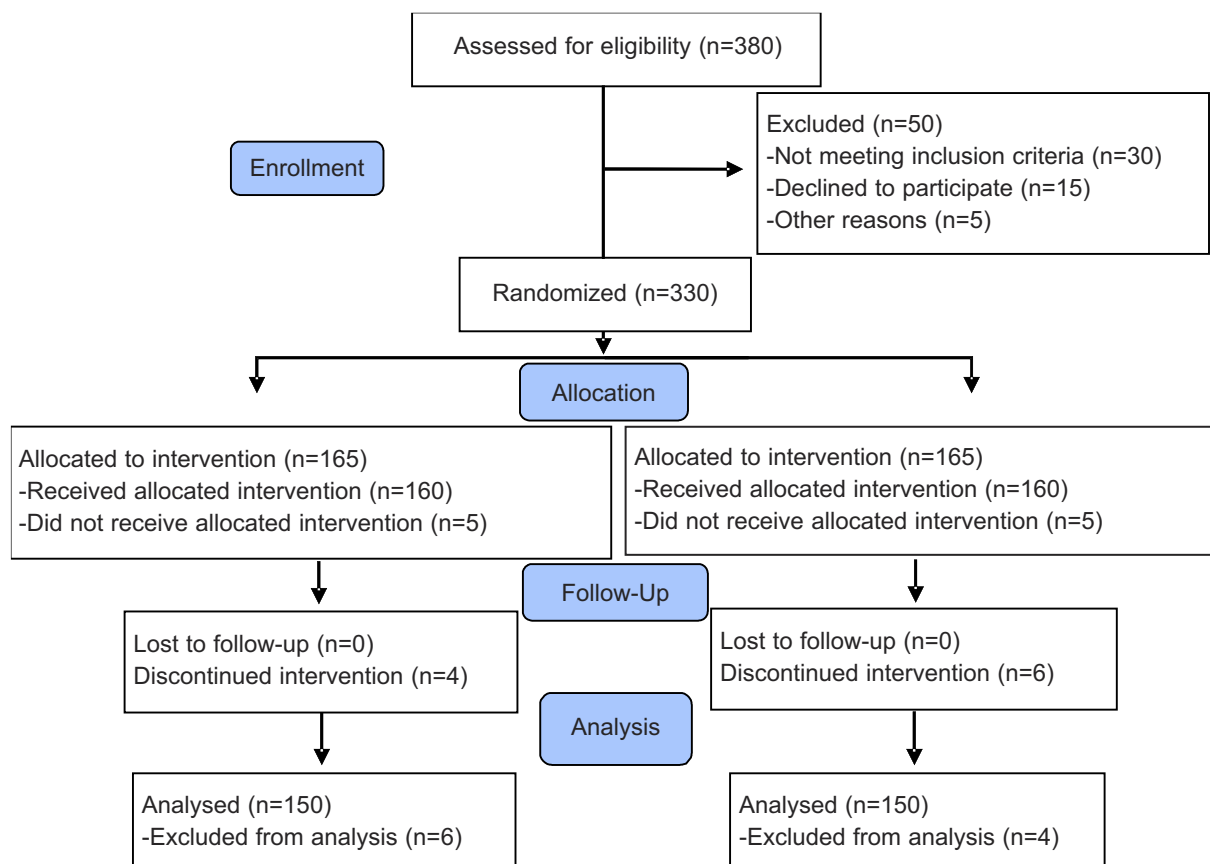 Assessed for eligibility (n=380)
Excluded (n=50)
-Not meeting inclusion criteria (n=30)
-Declined to participate (n=15)
-Other reasons (n=5)
Enrollment
Randomized (n=330)
Allocation
Allocated to intervention (n=165)
-Received allocated intervention (n=160)
-Did not receive allocated intervention (n=5)
Allocated to intervention (n=165)
-Received allocated intervention (n=160)
-Did not receive allocated intervention (n=5)
Follow-Up
Lost to follow-up (n=0)
Discontinued intervention (n=4)
Lost to follow-up (n=0)
Discontinued intervention (n=6)
Analysis
Analysed (n=150)
-Excluded from analysis (n=6)
Analysed (n=150)
-Excluded from analysis (n=4)